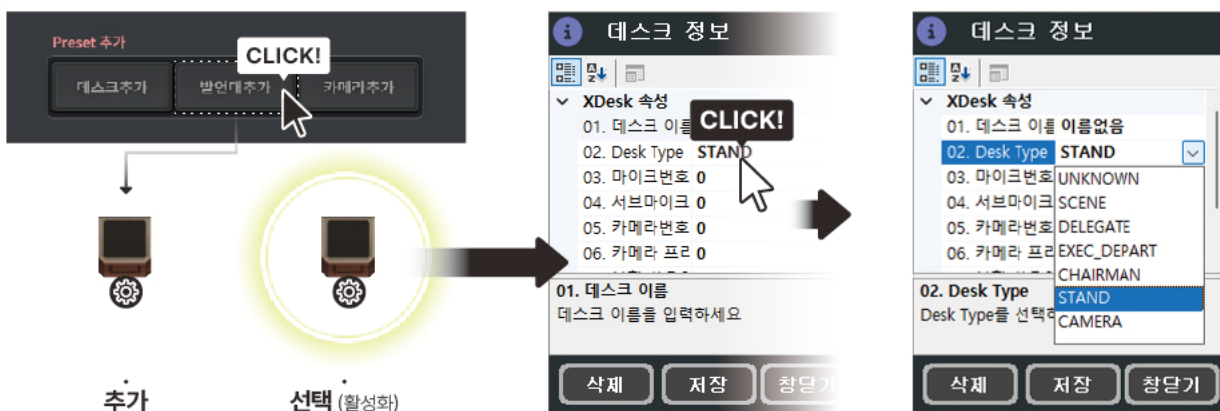 Preset 추가
데스크추가
발언대추가
카메라추가
CLICK!
추가
선택 (활성화)
데스크 정보
XDesk 속성
01. 데스크 이름
CLICK!
02. Desk Type STAND
03. 마이크번호 0
04. 서브마이크 0
05. 카메라번호 0
06. 카메라 프리 0
01. 데스크 이름
데스크 이름을 입력하세요
삭제
저장
창닫기
데스크 정보
XDesk 속성
01. 데스크 이름 이름없음
02. Desk Type STAND
03. 마이크번호
04. 서브마이크
05. 카메라번호
06. 카메라 프리
UNKNOWN
SCENE
DELEGATE
EXEC_DEPART
CHAIRMAN
STAND
CAMERA
02. Desk Type
Desk Type를 선택
삭제
저장
창닫기